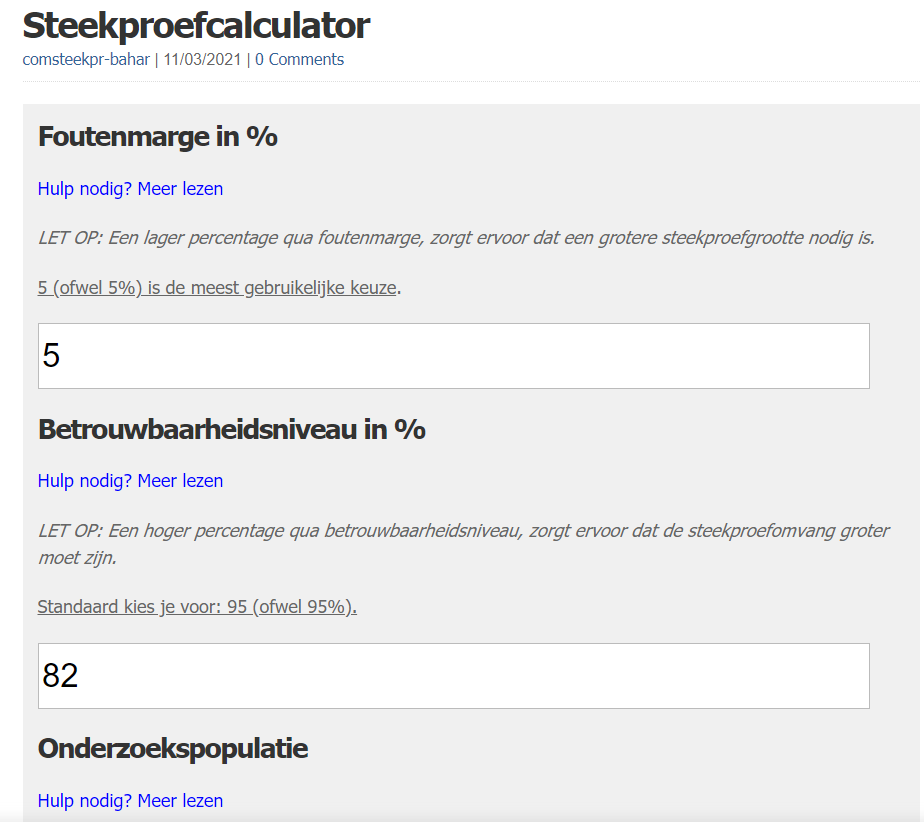 Steekproefcalculator
comsteekpr-bahar | 11/03/2021 | 0 Comments
Foutenmarge in %
Hulp nodig? Meer lezen
LET OP: Een lager percentage qua foutenmarge, zorgt ervoor dat een grotere steekproefgrootte nodig is.
5 (ofwel 5%) is de meest gebruikelijke keuze.
5
Betrouwbaarheidsniveau in %
Hulp nodig? Meer lezen
LET OP: Een hoger percentage qua betrouwbaarheidsniveau, zorgt ervoor dat de steekproefomvang groter
moet zijn.
Standaard kies je voor: 95 (ofwel 95%).
82
Onderzoekspopulatie
Hulp nodig? Meer lezen